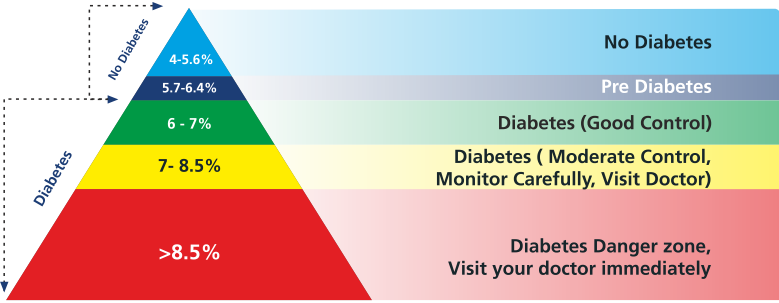 No Diabetes
4-5.6%
No Diabetes
5.7-6.4%
Pre Diabetes
Diabetes
6 - 7%
Diabetes (Good Control)
7- 8.5%
Diabetes ( Moderate Control,
Monitor Carefully, Visit Doctor)
>8.5%
Diabetes Danger zone,
Visit your doctor immediately